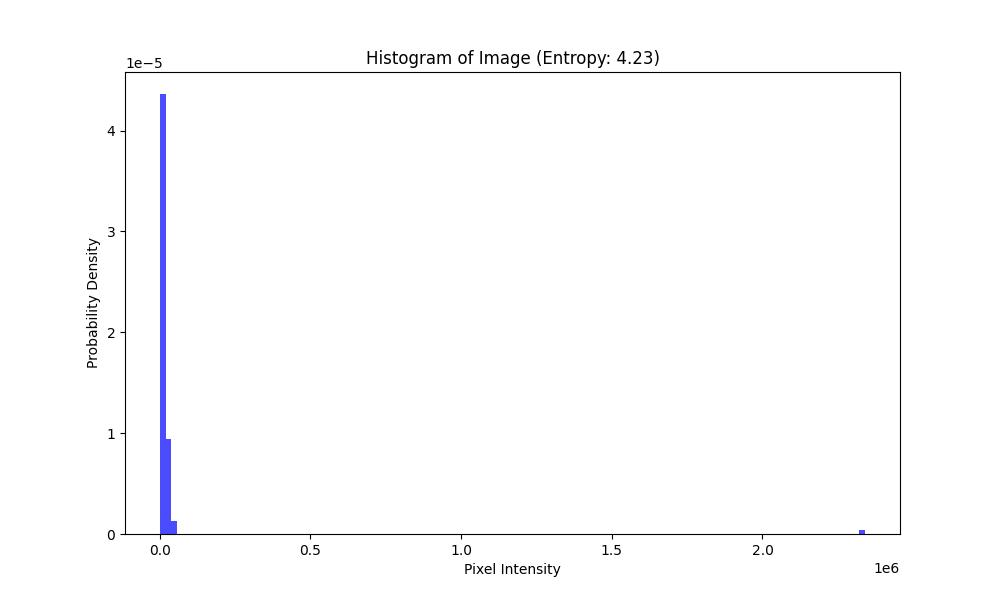 Histogram of Image (Entropy: 4.23)
1e−5
4
3
2
1
0
Probability Density
0.0 0.5 1.0 1.5 2.0
1e6
Pixel Intensity